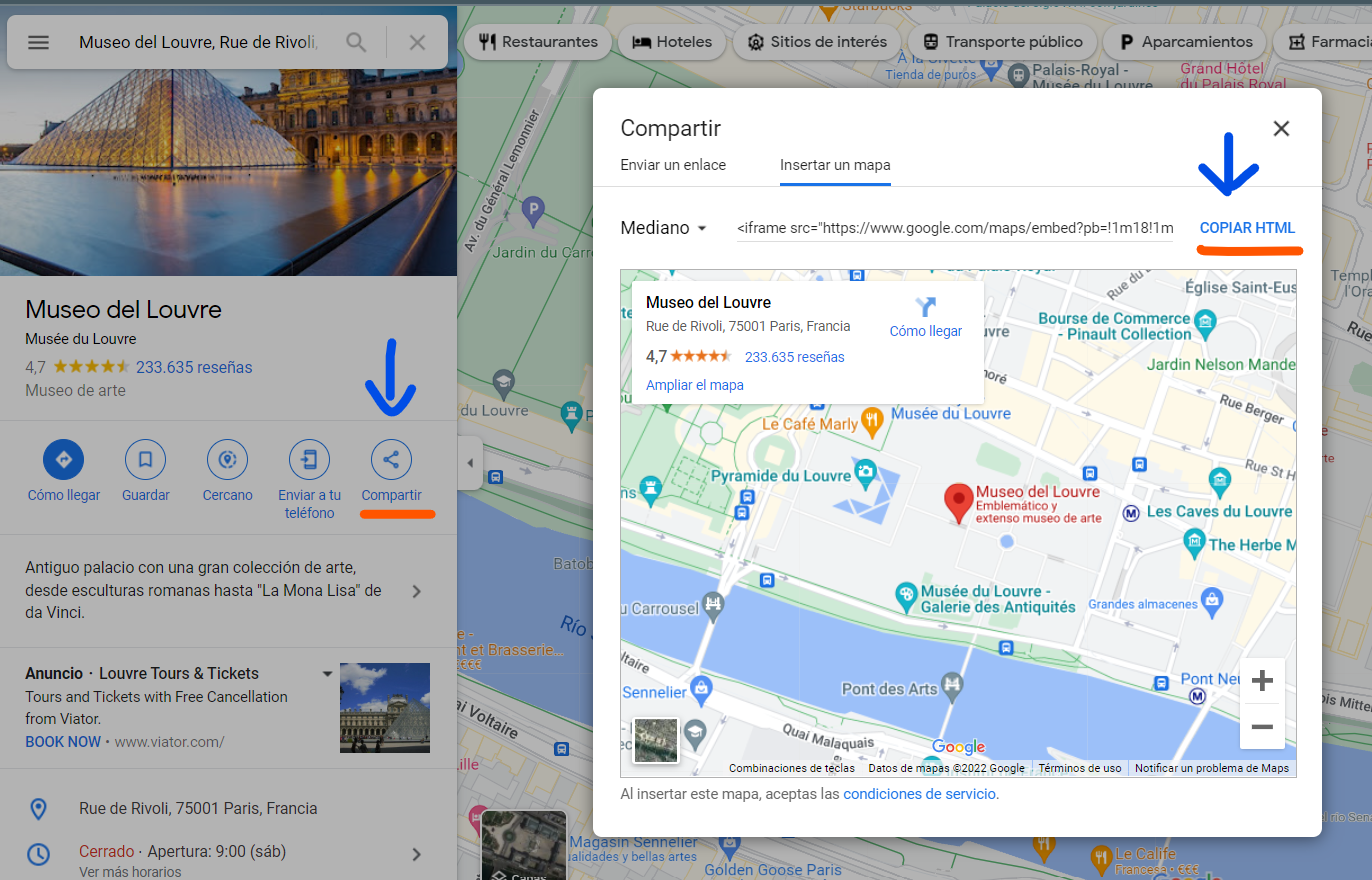 Museo del Louvre, Rue de Rivoli,
Restaurantes
Hoteles
Sitios de interés
Transporte público
Aparcamientos
Starbucks
À la Civette
Tienda de puros
Palais-Royal -
Musée du Louvre
Grand Hôtel
du Palais Royal
Av. du Général Lemonnier
P
Jardin du Carr
Museo del Louvre
Musée du Louvre
4,7
233.635 reseñas
Museo de arte
Cómo llegar
Guardar
Cercano
Enviar a tu
teléfono
Compartir
Antiguo palacio con una gran colección de arte,
desde esculturas romanas hasta "La Mona Lisa" de
da Vinci.
Anuncio · Louvre Tours & Tickets
Tours and Tickets with Free Cancellation
from Viator.
BOOK NOW · www.viator.com/
Rue de Rivoli, 75001 Paris, Francia
Cerrado · Apertura: 9:00 (sáb)
Ver más horarios
du Louvre
Río
nt et Brasserie...
€€€€
ai Voltaire
Capas
Compartir
Enviar un enlace
Insertar un mapa
Mediano
<iframe src="https://www.google.com/maps/embed?pb=!1m18!1m
COPIAR HTML
Museo del Louvre
Rue de Rivoli, 75001 Paris, Francia
4,7
233.635 reseñas
Ampliar el mapa
Cómo llegar
Rue du
Église Saint-Eus
Bourse de Commerce
- Pinault Collection
Jardin Nelson Mande
Rue Berger
Le Café Marly
Musée du Louvre
Rue St H
Pyramide du Louvre
Museo del Louvre
Emblemático y
extenso museo de arte
M
Les Caves du Louvre
The Herbe M
Musée du Louvre -
Galerie des Antiquités
Grandes almacenes
u Carrousel
ltaire
Sennelier
Pont des Arts
Pont Neu
M
Quai Malaquais
Google
Combinaciones de teclas
Datos de mapas ©2022 Google
Términos de uso
Notificar un problema de Maps
Al insertar este mapa, aceptas las condiciones de servicio.
Magasin Sennelier
Golden Goose Paris
Le Calife
Francesa · €€€